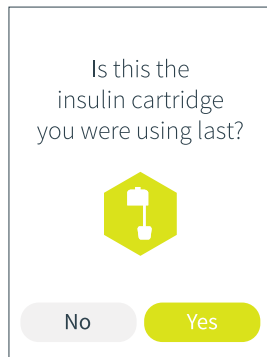 Is this the
insulin cartridge
you were using last?
No
Yes